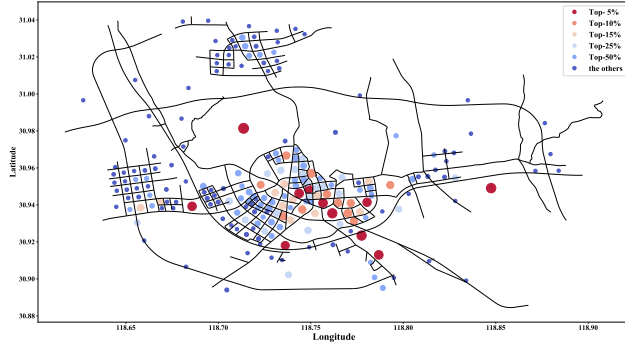 31.04
31.02
31.00
30.98
30.96
30.94
30.92
30.90
30.88
Latitude
118.65
118.70
118.75
118.80
118.85
118.90
Longitude
Top- 5%
Top-10%
Top-15%
Top-25%
Top-50%
the others